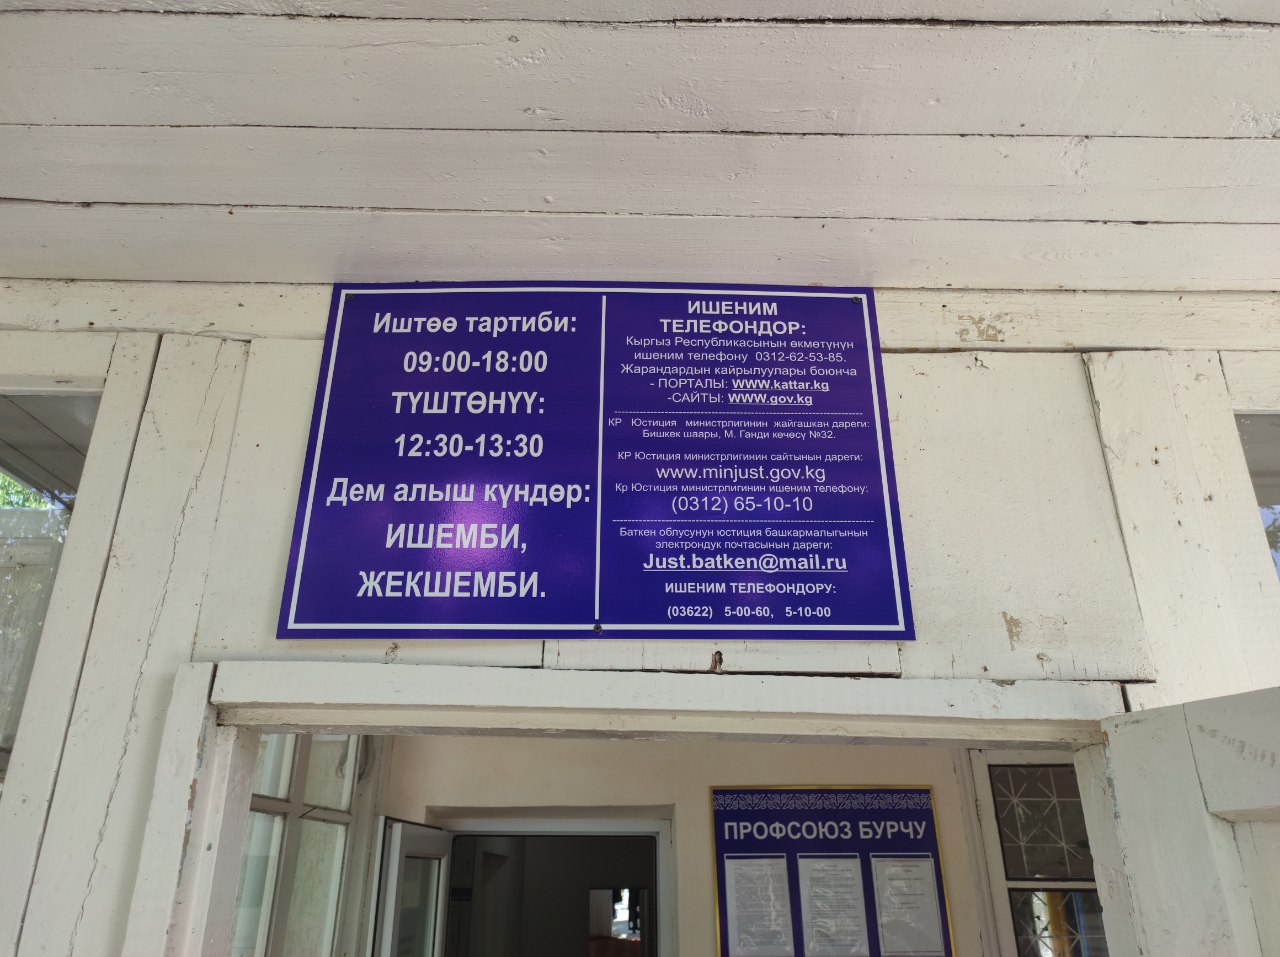 Иштөө тартиби:
09:00-18:00
ТҮШТӨНҮҮ:
12:30-13:30
Дем алыш күндөр:
ИШЕМБИ,
ЖЕКШЕМБИ.
ИШЕНИМ
ТЕЛЕФОНДОР:
Кыргыз Республикасынын өкмөтүнүн
ишеним телефону 0312-62-53-85.
Жарандардын кайрылуулары боюнча
- ПОРТАЛЫ: WWW.kattar.kg
-САЙТЫ: WWW.gov.kg
КР Юстиция министрлигинин жайгашкан дареги:
Бишкек шаары, М. Ганди көчөсү №32.
КР Юстиция министрлигинин сайтынын дареги:
www.minjust.gov.kg
Кр Юстиция министрлигинин ишеним телефону:
(0312) 65-10-10
Баткен облусунун юстиция башкармалыгынын
электрондук почтасынын дареги:
Just.batken@mail.ru
ИШЕНИМ ТЕЛЕФОНДОРУ:
(03622) 5-00-60, 5-10-00
ПРОФСОЮЗ БУРЧУ